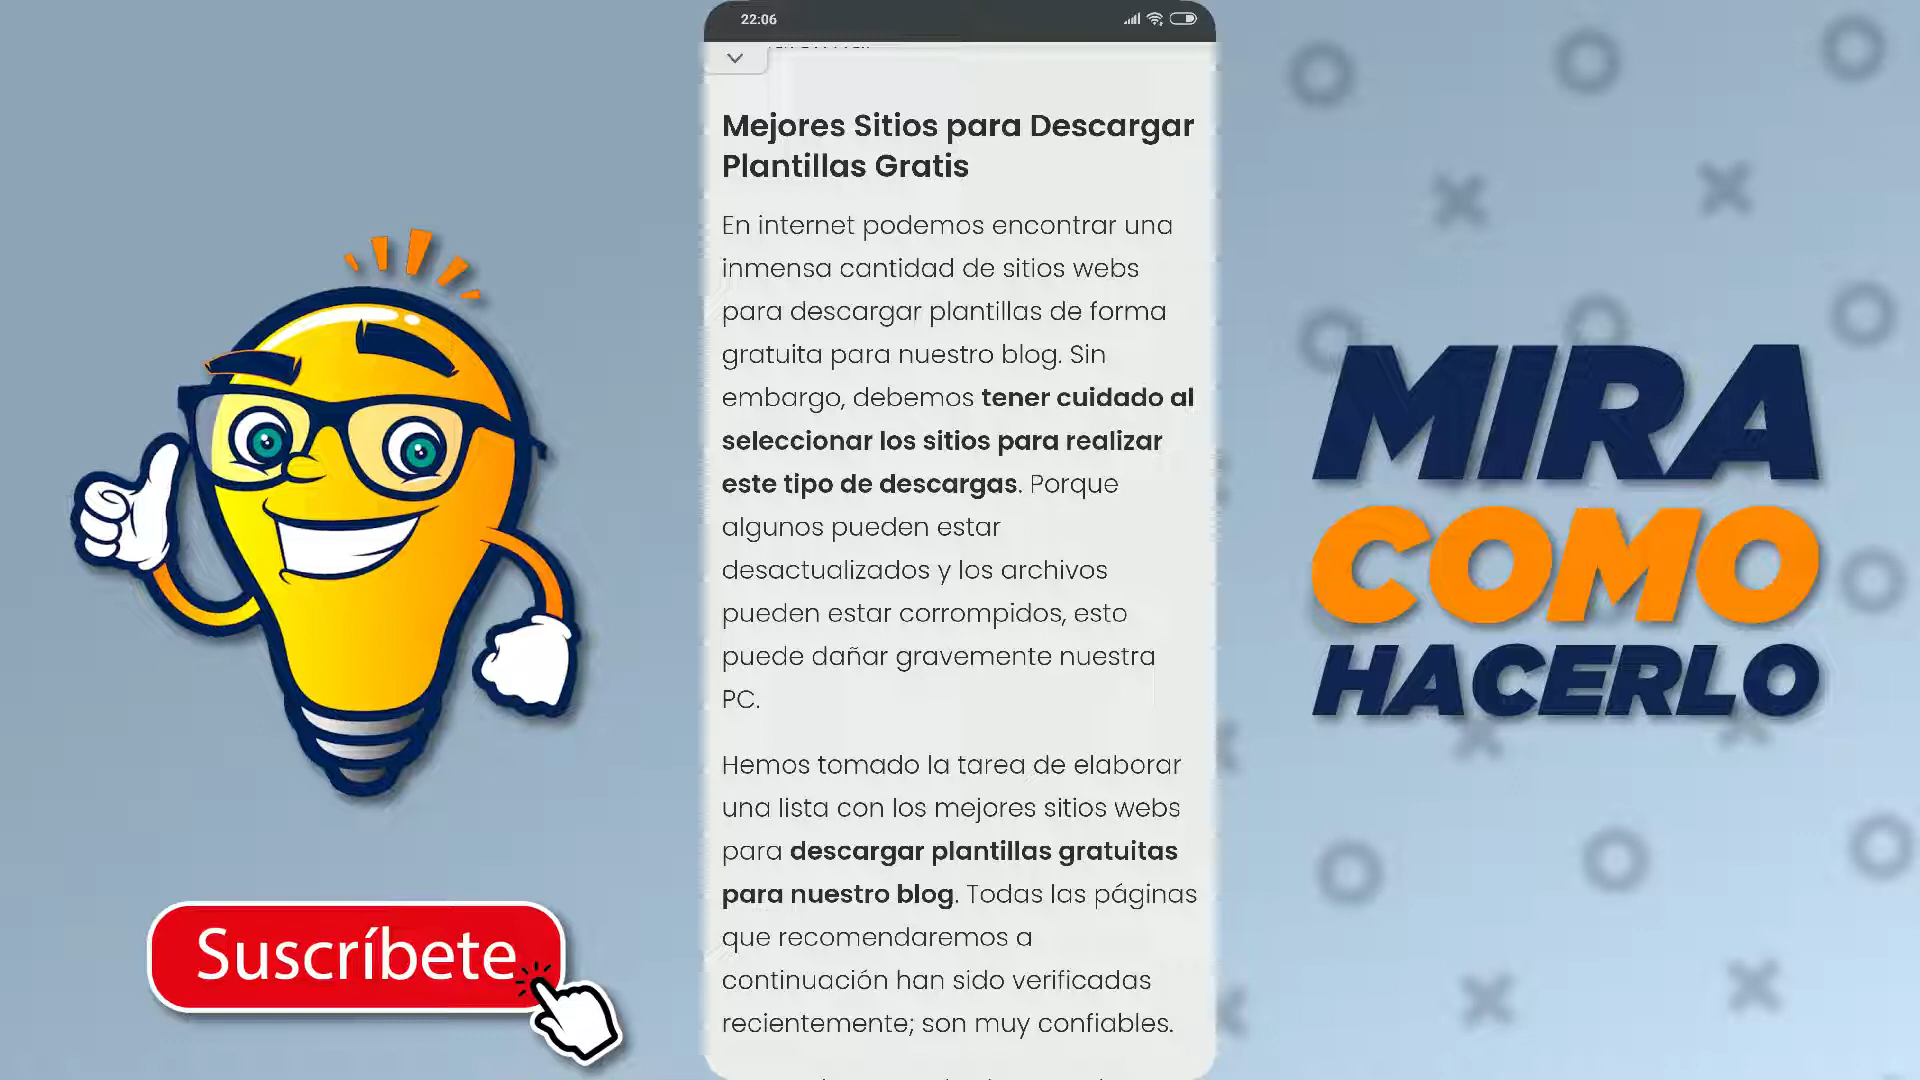 22:06
Mejores Sitios para Descargar
Plantillas Gratis
En internet podemos encontrar una
inmensa cantidad de sitios webs
para descargar plantillas de forma
gratuita para nuestro blog. Sin
embargo, debemos tener cuidado al
seleccionar los sitios para realizar
este tipo de descargas. Porque
algunos pueden estar
desactualizados y los archivos
pueden estar corrompidos, esto
puede dañar gravemente nuestra
PC.
Hemos tomado la tarea de elaborar
una lista con los mejores sitios webs
para descargar plantillas gratuitas
para nuestro blog. Todas las páginas
que recomendaremos a
continuación han sido verificadas
recientemente; son muy confiables.
Suscríbete
MIRA
COMO
HACERLO